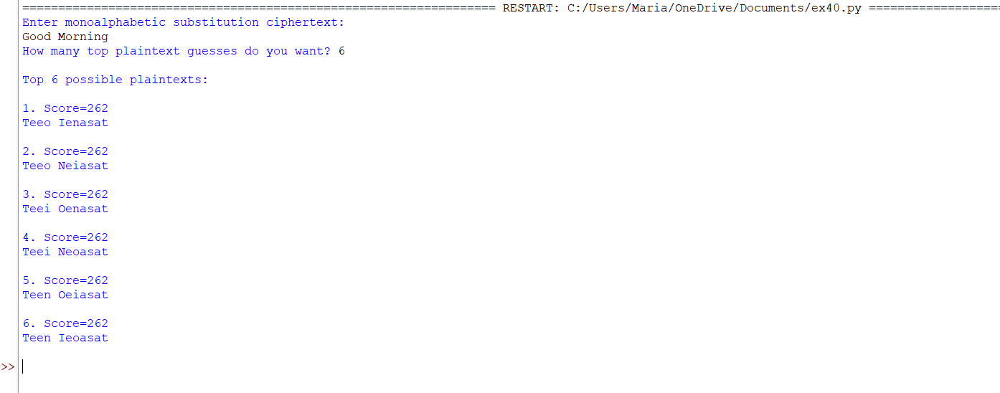 ================================================================== RESTART: C:/Users/Maria/OneDrive/Documents/ex40.py ===================
Enter monoalphabetic substitution ciphertext:
Good Morning
How many top plaintext guesses do you want? 6
Top 6 possible plaintexts:
1. Score=262
Teeo Ienasat
2. Score=262
Teeo Neiasat
3. Score=262
Teei Oenasat
4. Score=262
Teei Neoasat
5. Score=262
Teen Oeiasat
6. Score=262
Teen Ieoasat
>>